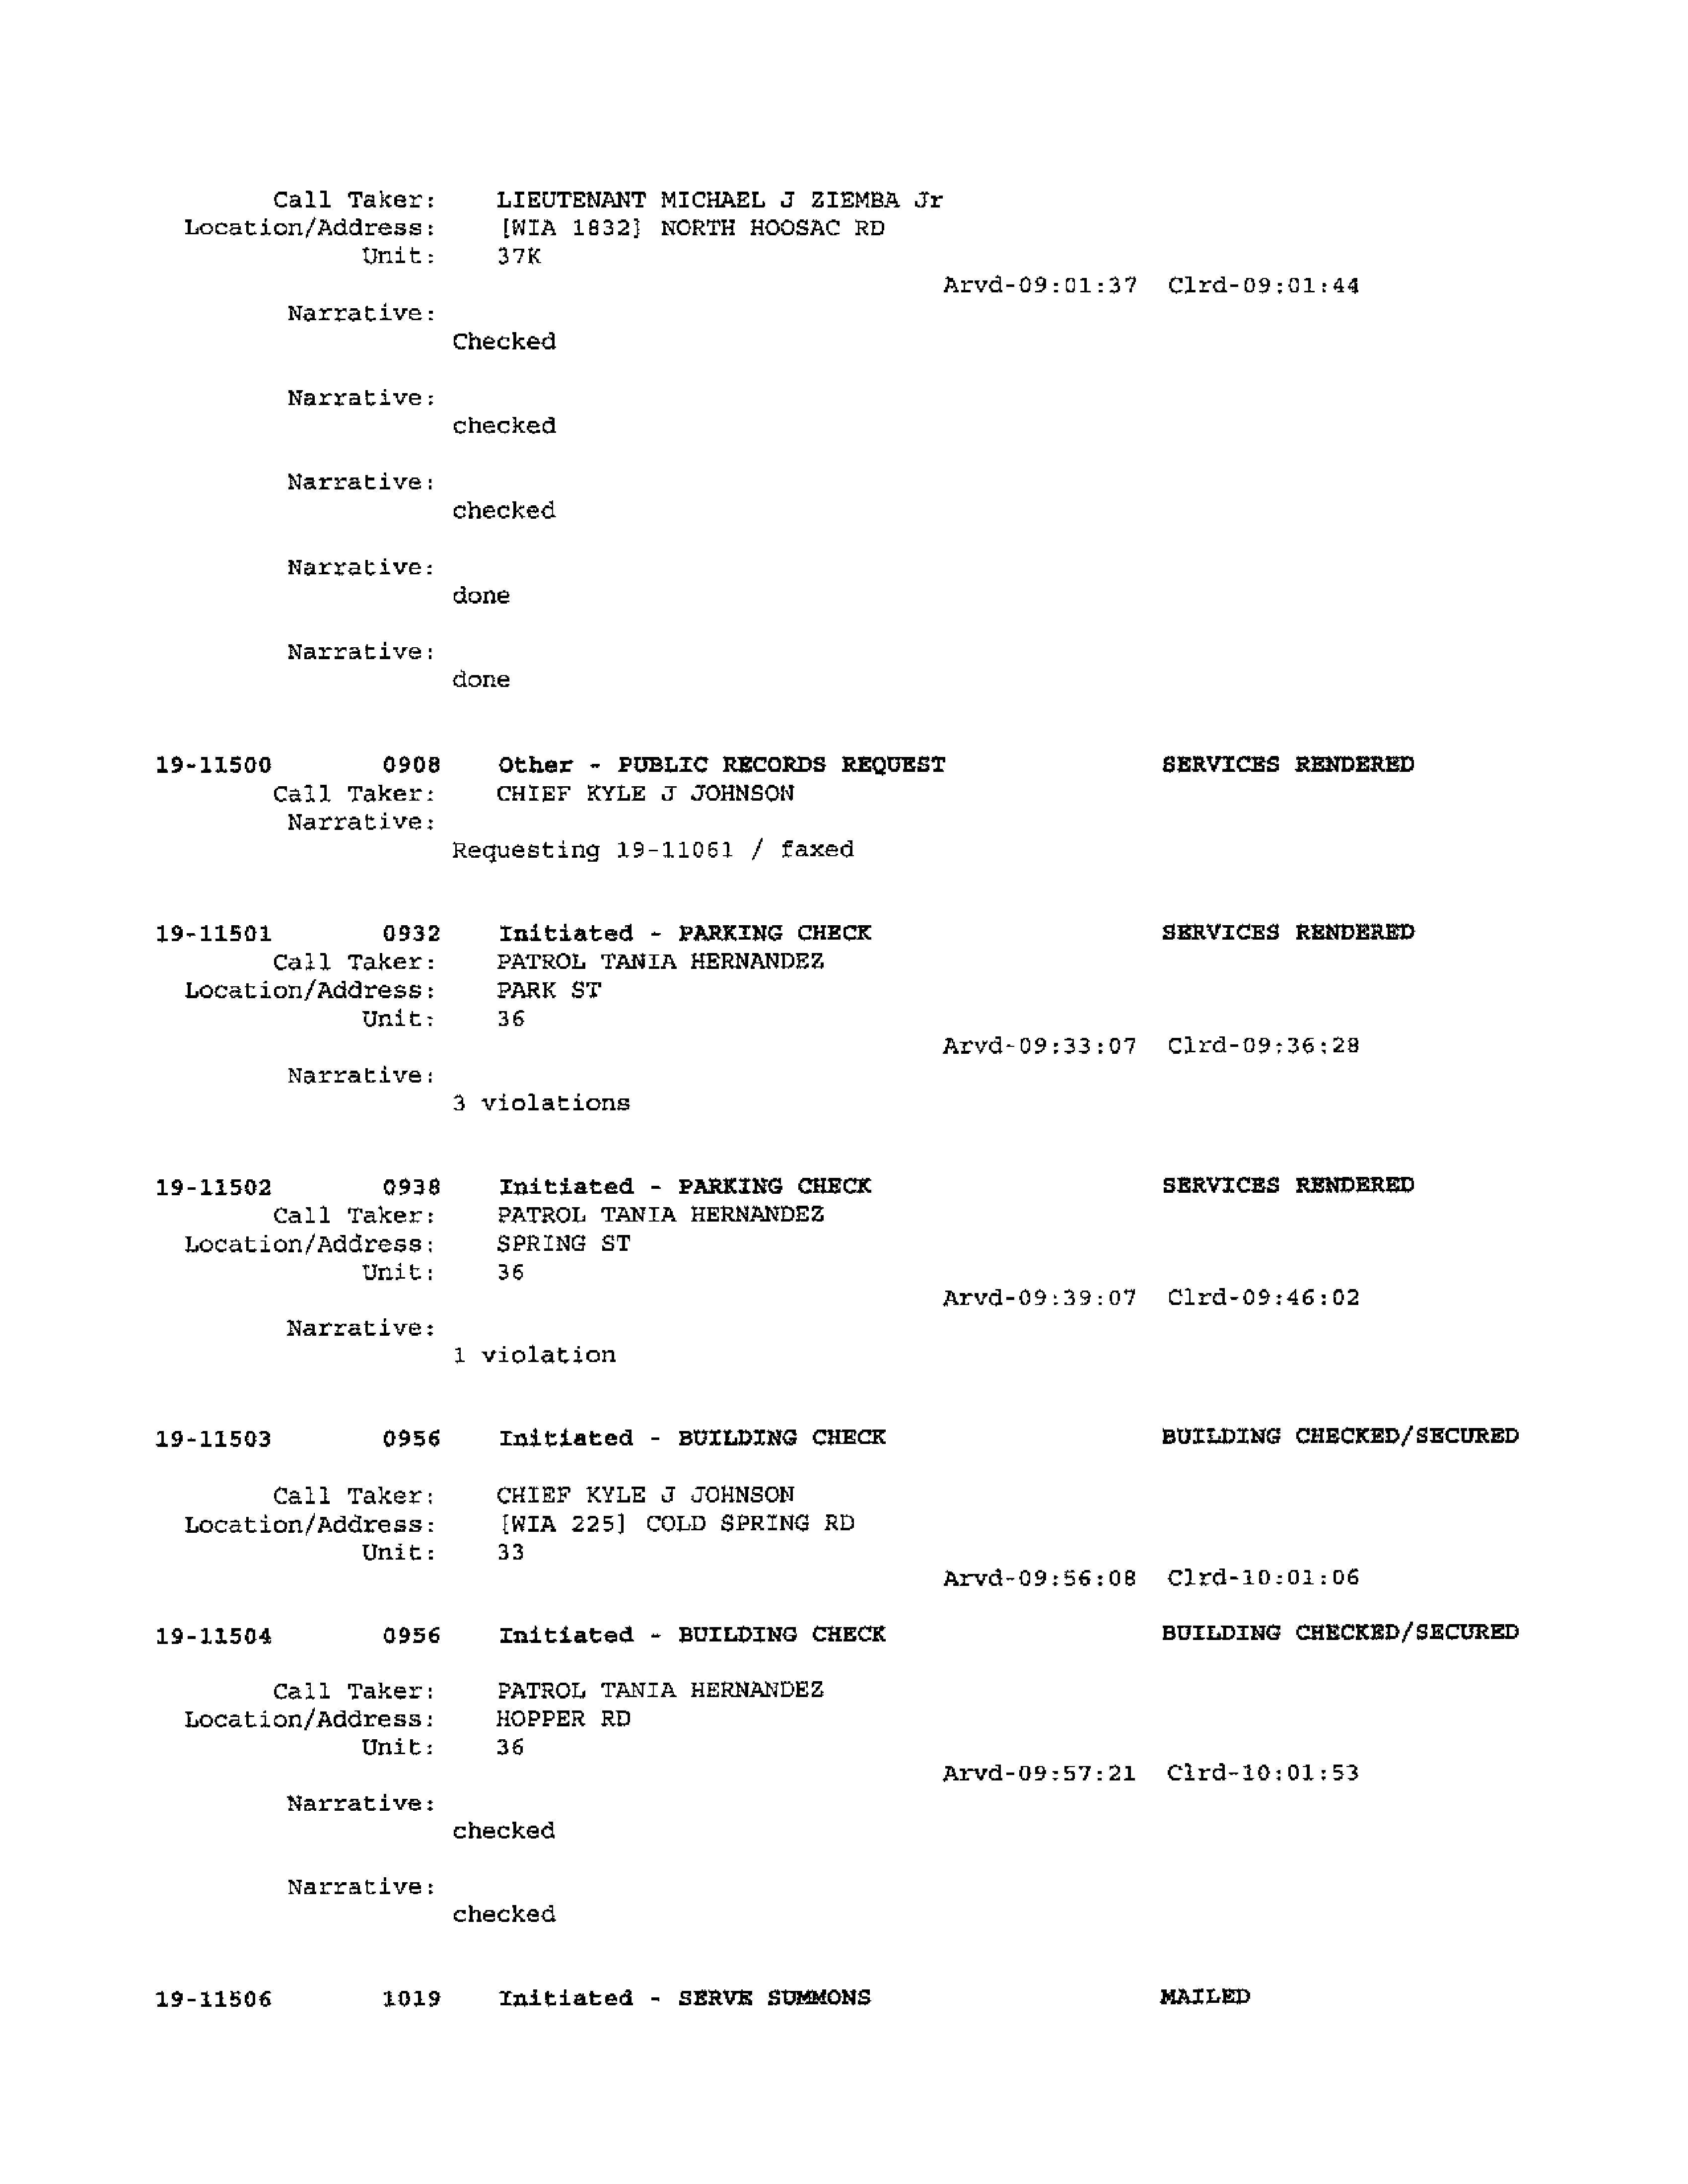 Call Taker: LIEUTENANT MICHAEL J ZIEMBA Jr
Location/Address: [WIA 1832] NORTH HOOSAC RD
Unit: 37K
Arvd-09:01:37 Clrd-09:01:44
Narrative:
Checked
Narrative:
checked
Narrative:
checked
Narrative:
done
Narrative:
done
19-11500 0908 Other - PUBLIC RECORDS REQUEST SERVICES RENDERED
Call Taker: CHIEF KYLE J JOHNSON
Narrative:
Requesting 19-11061 / faxed
19-11501 0932 Initiated - PARKING CHECK SERVICES RENDERED
Call Taker: PATROL TANIA HERNANDEZ
Location/Address: PARK ST
Unit: 36
Arvd-09:33:07 Clrd-09:36:28
Narrative:
3 violations
19-11502 0938 Initiated - PARKING CHECK SERVICES RENDERED
Call Taker: PATROL TANIA HERNANDEZ
Location/Address: SPRING ST
Unit: 36
Arvd-09:39:07 Clrd-09:46:02
Narrative:
1 violation
19-11503 0956 Initiated - BUILDING CHECK BUILDING CHECKED/SECURED
Call Taker: CHIEF KYLE J JOHNSON
Location/Address: [WIA 225] COLD SPRING RD
Unit: 33
Arvd-09:56:08 Clrd-10:01:06
19-11504 0956 Initiated - BUILDING CHECK BUILDING CHECKED/SECURED
Call Taker: PATROL TANIA HERNANDEZ
Location/Address: HOPPER RD
Unit: 36
Arvd-09:57:21 Clrd-10:01:53
Narrative:
checked
Narrative:
checked
19-11506 1019 Initiated - SERVE SUMMONS MAILED